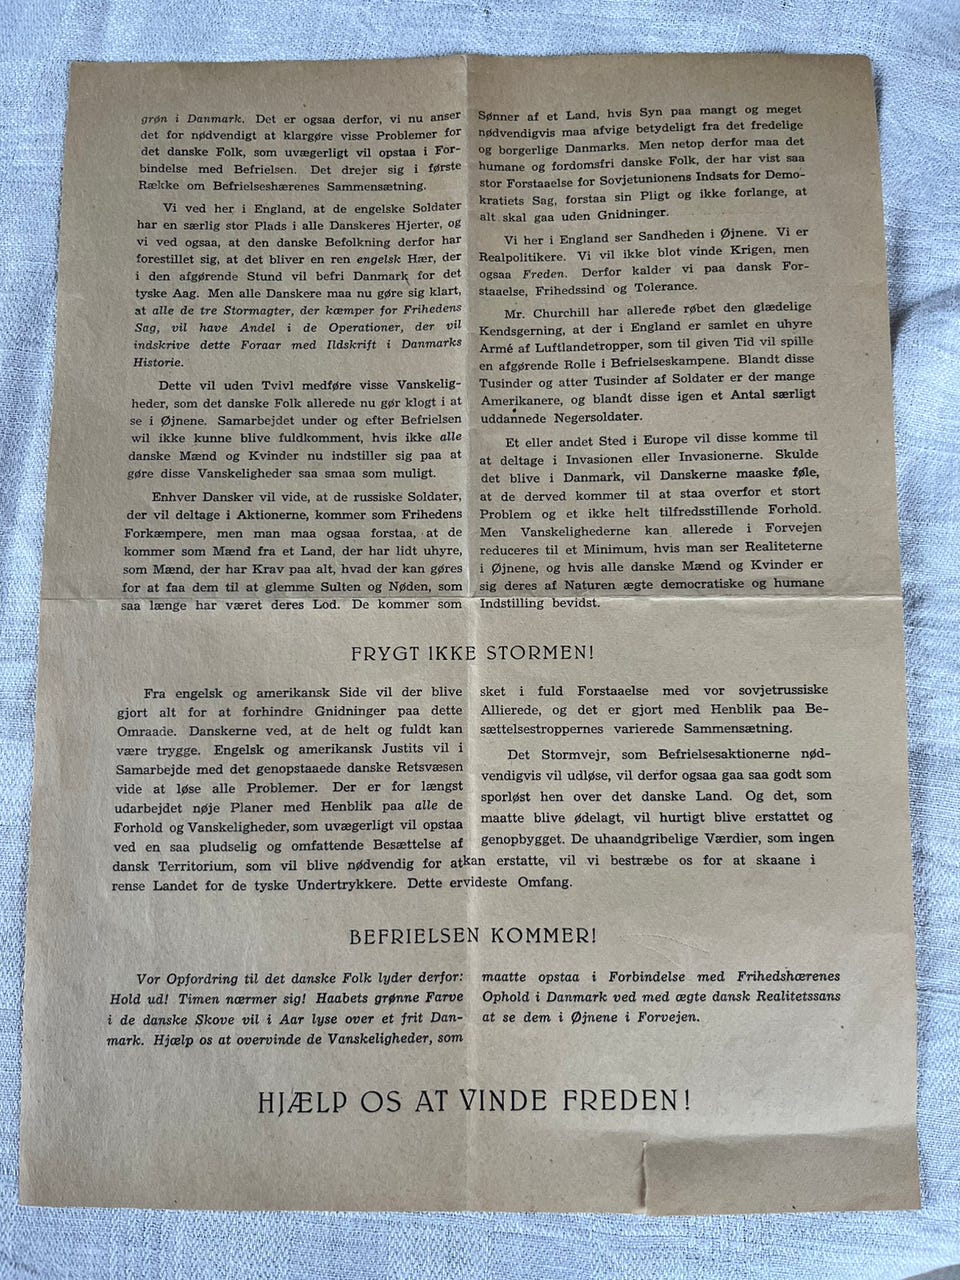 grøn i Danmark. Det er ogsaa derfor, vi nu anser
det for nødvendigt at klargøre visse Problemer for
det danske Folk, som uvægerligt vil opstaa i For-
bindelse med Befrielsen. Det drejer sig i første
Række om Befrielseshærenes Sammensætning.
Vi ved her i England, at de engelske Soldater
har en særlig stor Plads i alle Danskeres Hjerter, og
vi ved ogsaa, at den danske Befolkning derfor har
forestillet sig, at det bliver en ren engelsk Hær, der
i den afgørende Stund vil befri Danmark for det
tyske Aag. Men alle Danskere maa nu gøre sig klart,
at alle de tre Stormagter, der kæmper for Frihedens
Sag, vil have Andel i de Operationer, der vil
indskrive dette Foraar med Ildskrift i Danmarks
Historie.
Dette vil uden Tvivl medføre visse Vanskelig-
heder, som det danske Folk allerede nu gør klogt i at
se i Øjnene. Samarbejdet under og efter Befrielsen
wil ikke kunne blive fuldkomment, hvis ikke alle
danske Mænd og Kvinder nu indstiller sig paa at
gøre disse Vanskeligheder saa smaa som muligt.
Enhver Dansker vil vide, at de russiske Soldater,
der vil deltage i Aktionerne, kommer som Frihedens
Forkæmpere, men man maa ogsaa forstaa, at de
kommer som Mænd fra et Land, der har lidt uhyre,
som Mænd, der har Krav paa alt, hvad der kan gøres
for at faa dem til at glemme Sulten og Nøden, som
saa længe har været deres Lod. De kommer som
Sønner af et Land, hvis Syn paa mangt og meget
nødvendigvis maa afvige betydeligt fra det fredelige
og borgerlige Danmarks. Men netop derfor maa det
humane og fordomsfri danske Folk, der har vist saa
stor Forstaaelse for Sovjetunionens Indsats for Demo-
kratiets Sag, forstaa sin Pligt og ikke forlange, at
alt skal gaa uden Gnidninger.
Vi her i England ser Sandheden i Øjnene. Vi er
Realpolitikere. Vi vil ikke blot vinde Krigen, men
ogsaa Freden. Derfor kalder vi paa dansk For-
staaelse, Frihedssind og Tolerance.
Mr. Churchill har allerede røbet den glædelige
Kendsgerning, at der i England er samlet en uhyre
Armé af Luftlandetropper, som til given Tid vil spille
en afgørende Rolle i Befrielseskampene. Blandt disse
Tusinder og atter Tusinder af Soldater er der mange
Amerikanere, og blandt disse igen et Antal særligt
uddannede Negersoldater.
Et eller andet Sted i Europe vil disse komme til
at deltage i Invasionen eller Invasionerne. Skulde
det blive i Danmark, vil Danskerne maaske føle,
at de derved kommer til at staa overfor et stort
Problem og et ikke helt tilfredsstillende Forhold.
Men Vanskelighederne kan allerede i Forvejen
reduceres til et Minimum, hvis man ser Realiteterne
i Øjnene, og hvis alle danske Mænd og Kvinder er
sig deres af Naturen ægte democratiske og humane
Indstilling bevidst.
FRYGT IKKE STORMEN!
Fra engelsk og amerikansk Side vil der blive
gjort alt for at forhindre Gnidninger paa dette
Omraade. Danskerne ved, at de helt og fuldt kan
være trygge. Engelsk og amerikansk Justits vil i
Samarbejde med det genopstaaede danske Retsvæsen
vide at løse alle Problemer. Der er for længst
udarbejdet nøje Planer med Henblik paa alle de
Forhold og Vanskeligheder, som uvægerligt vil opstaa
ved en saa pludselig og omfattende Besættelse af
dansk Territorium, som vil blive nødvendig for at
rense Landet for de tyske Undertrykkere. Dette er
sket i fuld Forstaaelse med vor sovjetrussiske
Allierede, og det er gjort med Henblik paa Be-
sættelsestroppernes varierede Sammensætning.
Det Stormvejr, som Befrielsesaktionerne nød-
vendigvis vil udløse, vil derfor ogsaa gaa saa godt som
sporløst hen over det danske Land. Og det, som
maatte blive ødelagt, vil hurtigt blive erstattet og
genopbygget. De uhaandgribelige Værdier, som ingen
kan erstatte, vil vi bestræbe os for at skaane i
videste Omfang.
BEFRIELSEN KOMMER!
Vor Opfordring til det danske Folk lyder derfor:
Hold ud! Timen nærmer sig! Haabets grønne Farve
i de danske Skove vil i Aar lyse over et frit Dan-
mark. Hjælp os at overvinde de Vanskeligheder, som
maatte opstaa i Forbindelse med Frihedshærenes
Ophold i Danmark ved med ægte dansk Realitetssans
at se dem i Øjnene i Forvejen.
HJÆLP OS AT VINDE FREDEN!